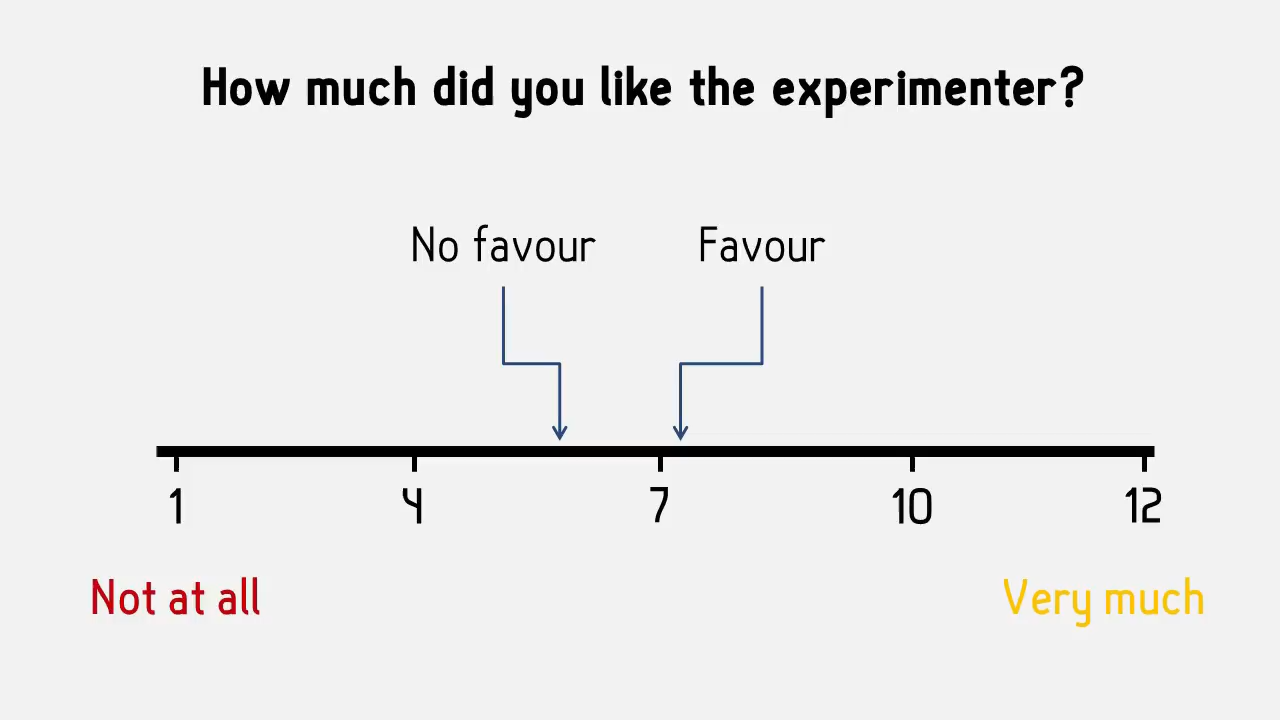 How much did you like the experimenter?
No favour Favour
1 4 7 10 12
Not at all Very much